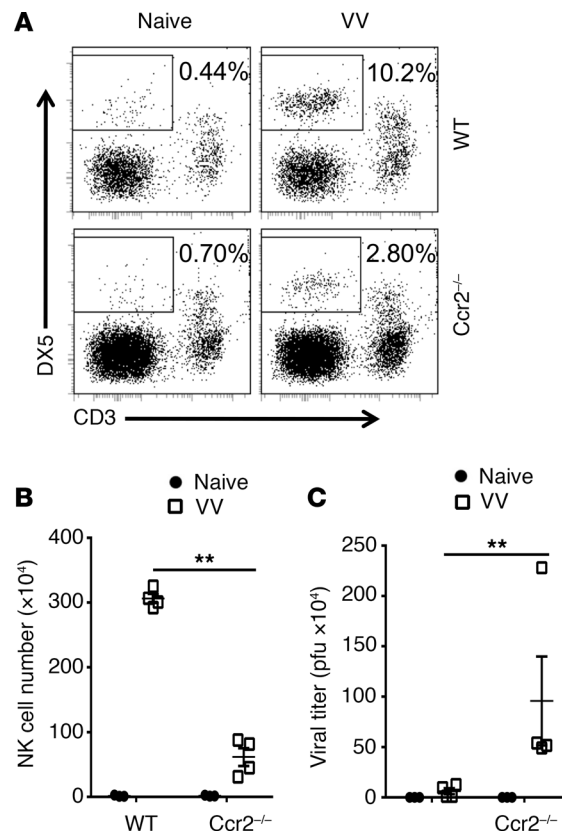 A
Naive VV
0.44% 10.2%
WT
0.70% 2.80%
Ccr2–/–
DX5
CD3
B
Naive
VV
**
NK cell number (×10⁴)
400
300
200
100
0
WT Ccr2–/–
C
Naive
VV
**
Viral titer (pfu ×10⁴)
250
200
150
100
50
0
Ccr2–/–